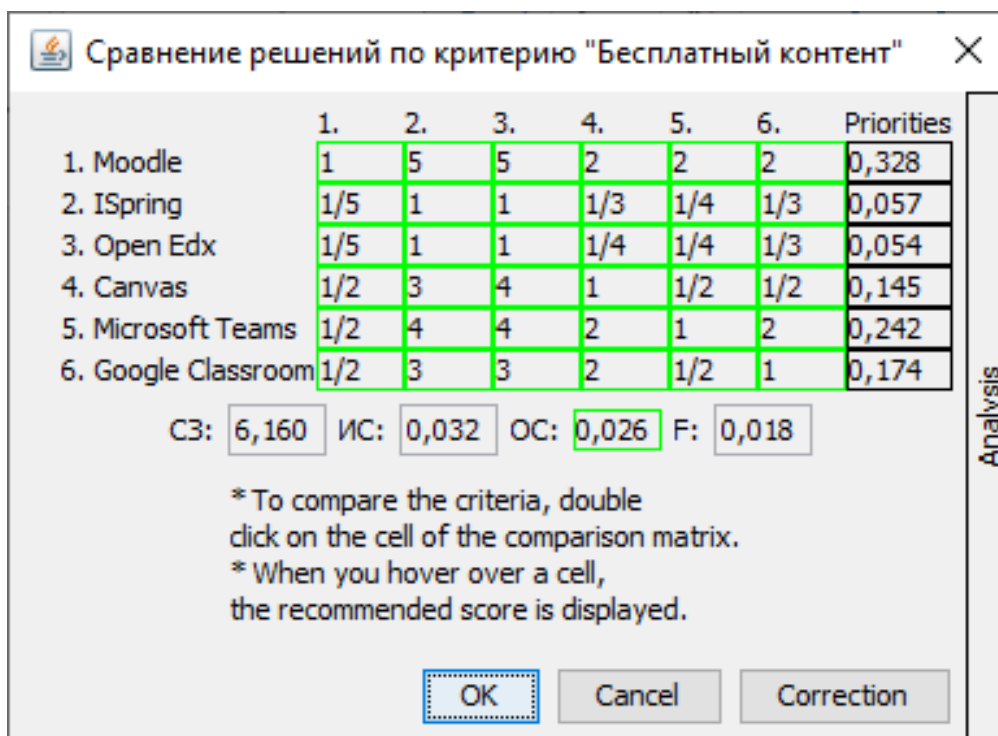 Сравнение решений по критерию "Бесплатный контент"
1. 2. 3. 4. 5. 6. Priorities
1. Moodle 1 5 5 2 2 2 0,328
2. ISpring 1/5 1 1 1/3 1/4 1/3 0,057
3. Open Edx 1/5 1 1 1/4 1/4 1/3 0,054
4. Canvas 1/2 3 4 1 1/2 1/2 0,145
5. Microsoft Teams 1/2 4 4 2 1 2 0,242
6. Google Classroom 1/2 3 3 2 1/2 1 0,174
СЗ: 6,160 ИС: 0,032 ОС: 0,026 F: 0,018
* To compare the criteria, double
click on the cell of the comparison matrix.
* When you hover over a cell,
the recommended score is displayed.
OK Cancel Correction
Analysis